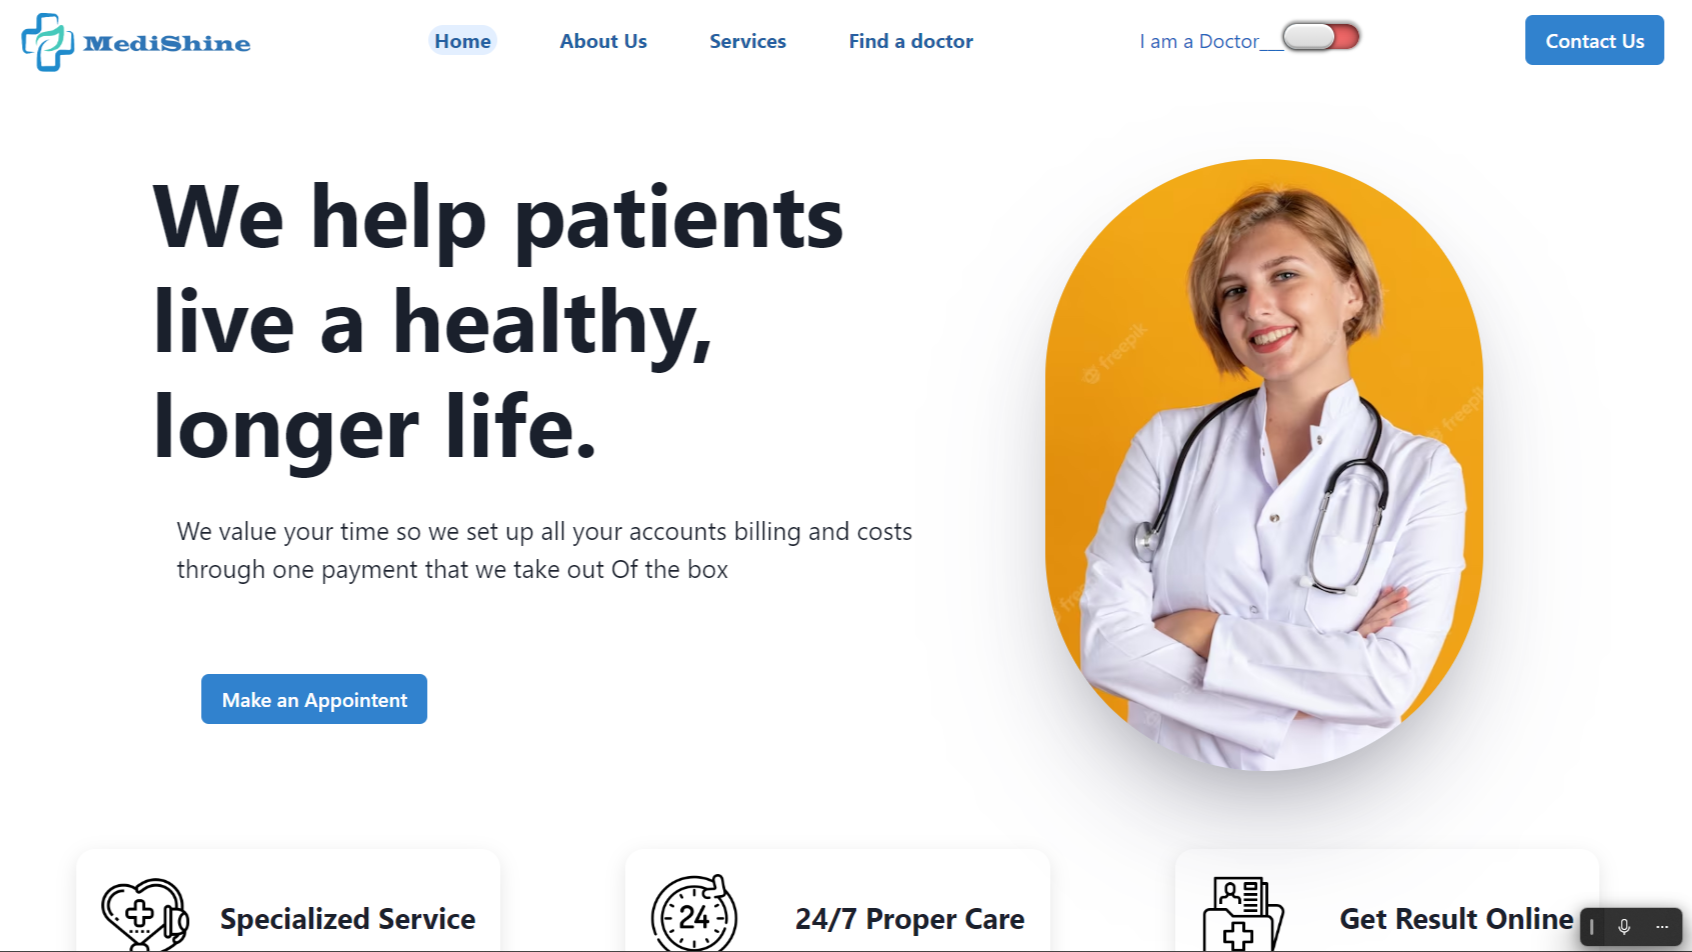 MediShine
Home
About Us
Services
Find a doctor
I am a Doctor___
Contact Us
We help patients
live a healthy,
longer life.
We value your time so we set up all your accounts billing and costs
through one payment that we take out Of the box
Make an Appointent
freepik
freepik
Specialized Service
24
24/7 Proper Care
Get Result Online